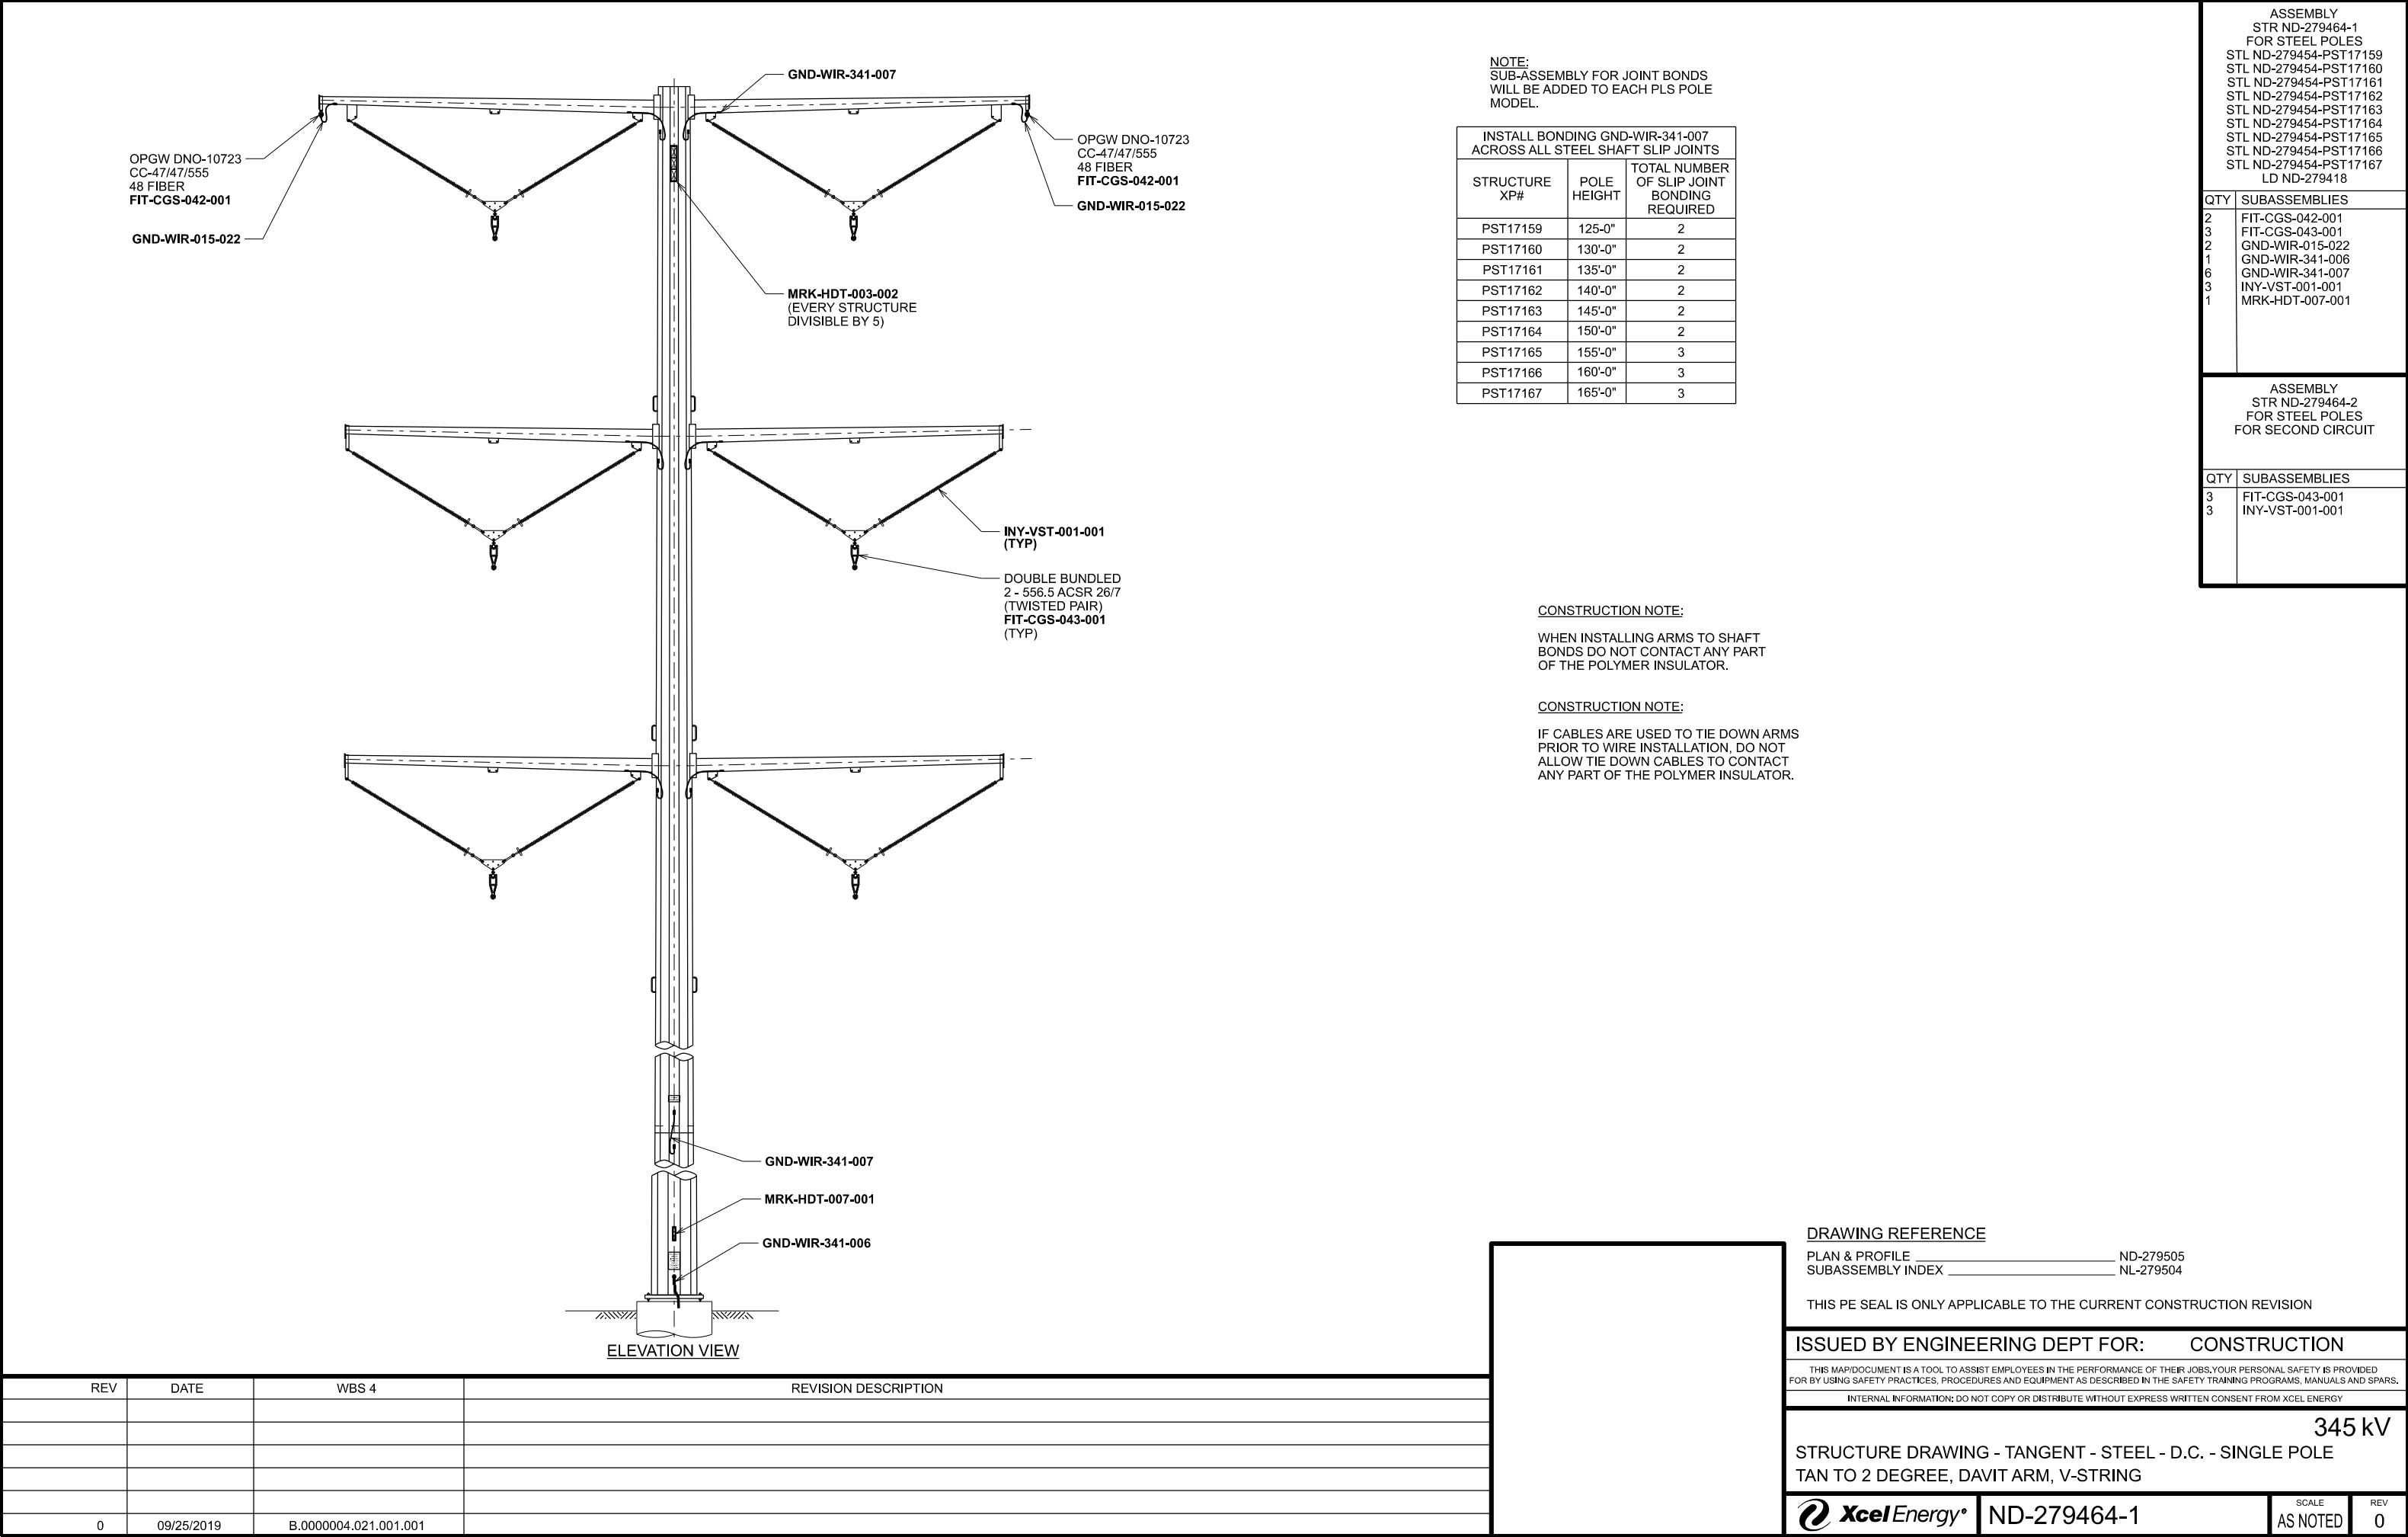 GND-WIR-341-007
OPGW DNO-10723
CC-47/47/555
48 FIBER
FIT-CGS-042-001
GND-WIR-015-022
OPGW DNO-10723
CC-47/47/555
48 FIBER
FIT-CGS-042-001
GND-WIR-015-022
MRK-HDT-003-002
(EVERY STRUCTURE
DIVISIBLE BY 5)
INY-VST-001-001
(TYP)
DOUBLE BUNDLED
2 - 556.5 ACSR 26/7
(TWISTED PAIR)
FIT-CGS-043-001
(TYP)
GND-WIR-341-007
MRK-HDT-007-001
GND-WIR-341-006
ELEVATION VIEW
NOTE:
SUB-ASSEMBLY FOR JOINT BONDS
WILL BE ADDED TO EACH PLS POLE
MODEL.
INSTALL BONDING GND-WIR-341-007
ACROSS ALL STEEL SHAFT SLIP JOINTS
STRUCTURE
XP#
POLE
HEIGHT
TOTAL NUMBER
OF SLIP JOINT
BONDING
REQUIRED
PST17159 125-0" 2
PST17160 130'-0" 2
PST17161 135'-0" 2
PST17162 140'-0" 2
PST17163 145'-0" 2
PST17164 150'-0" 2
PST17165 155'-0" 3
PST17166 160'-0" 3
PST17167 165'-0" 3
CONSTRUCTION NOTE:
WHEN INSTALLING ARMS TO SHAFT
BONDS DO NOT CONTACT ANY PART
OF THE POLYMER INSULATOR.
CONSTRUCTION NOTE:
IF CABLES ARE USED TO TIE DOWN ARMS
PRIOR TO WIRE INSTALLATION, DO NOT
ALLOW TIE DOWN CABLES TO CONTACT
ANY PART OF THE POLYMER INSULATOR.
ASSEMBLY
STR ND-279464-1
FOR STEEL POLES
STL ND-279454-PST17159
STL ND-279454-PST17160
STL ND-279454-PST17161
STL ND-279454-PST17162
STL ND-279454-PST17163
STL ND-279454-PST17164
STL ND-279454-PST17165
STL ND-279454-PST17166
STL ND-279454-PST17167
LD ND-279418
QTY SUBASSEMBLIES
2 FIT-CGS-042-001
3 FIT-CGS-043-001
2 GND-WIR-015-022
1 GND-WIR-341-006
6 GND-WIR-341-007
3 INY-VST-001-001
1 MRK-HDT-007-001
ASSEMBLY
STR ND-279464-2
FOR STEEL POLES
FOR SECOND CIRCUIT
QTY SUBASSEMBLIES
3 FIT-CGS-043-001
3 INY-VST-001-001
DRAWING REFERENCE
PLAN & PROFILE ND-279505
SUBASSEMBLY INDEX NL-279504
THIS PE SEAL IS ONLY APPLICABLE TO THE CURRENT CONSTRUCTION REVISION
ISSUED BY ENGINEERING DEPT FOR: CONSTRUCTION
THIS MAP/DOCUMENT IS A TOOL TO ASSIST EMPLOYEES IN THE PERFORMANCE OF THEIR JOBS.YOUR PERSONAL SAFETY IS PROVIDED
FOR BY USING SAFETY PRACTICES, PROCEDURES AND EQUIPMENT AS DESCRIBED IN THE SAFETY TRAINING PROGRAMS, MANUALS AND SPARS.
INTERNAL INFORMATION: DO NOT COPY OR DISTRIBUTE WITHOUT EXPRESS WRITTEN CONSENT FROM XCEL ENERGY
345 kV
STRUCTURE DRAWING - TANGENT - STEEL - D.C. - SINGLE POLE
TAN TO 2 DEGREE, DAVIT ARM, V-STRING
Xcel Energy® ND-279464-1
SCALE
AS NOTED
REV
0
REV DATE WBS 4 REVISION DESCRIPTION
0 09/25/2019 B.0000004.021.001.001